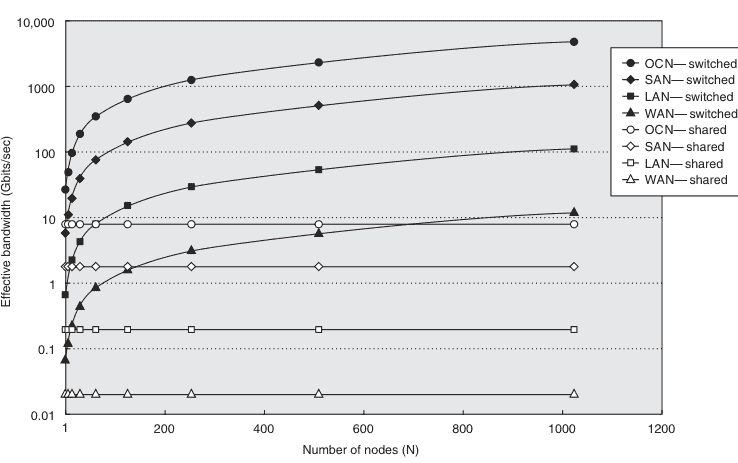 10,000
1000
100
10
1
0.1
0.01
Effective bandwidth (Gbits/sec)
1
200
400
600
800
1000
1200
Number of nodes (N)
OCN— switched
SAN— switched
LAN— switched
WAN— switched
OCN— shared
SAN— shared
LAN— shared
WAN— shared